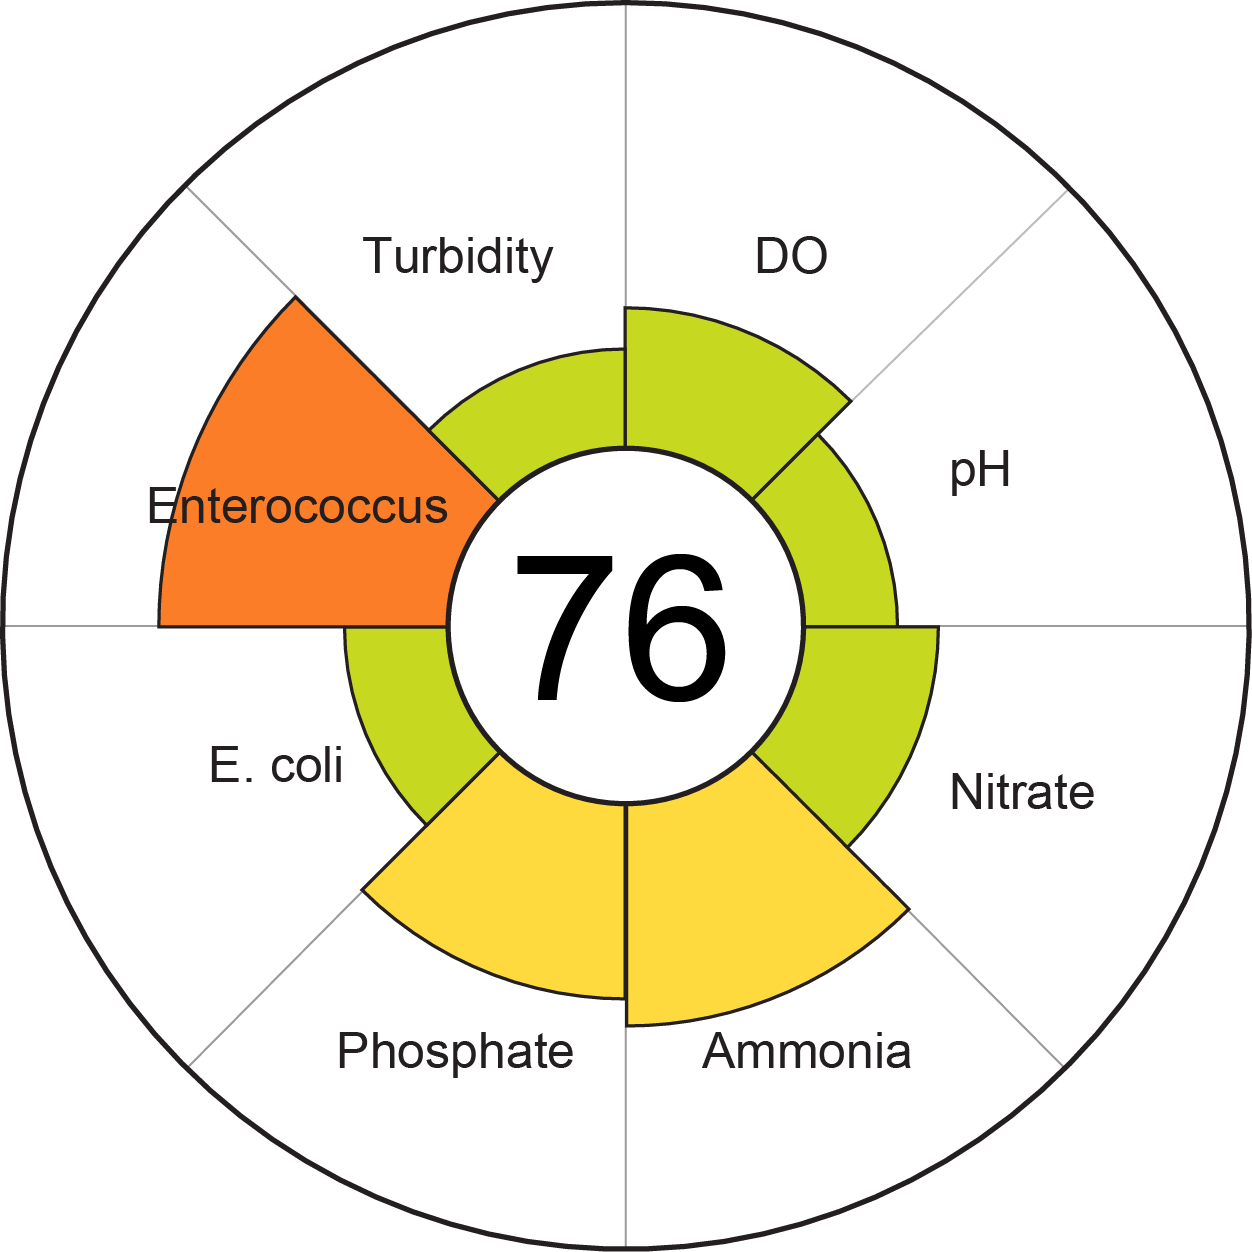 Turbidity
DO
pH
Enterococcus
76
E. coli
Nitrate
Phosphate
Ammonia